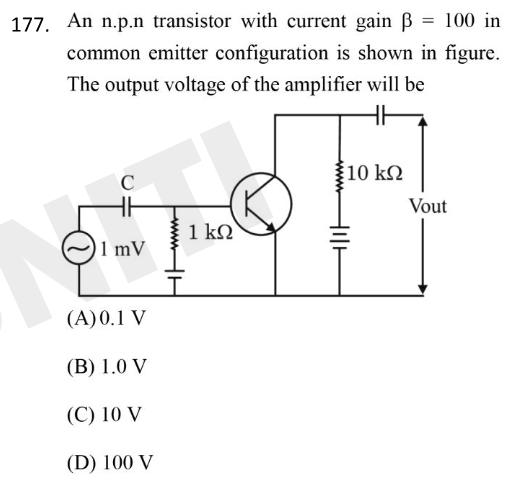 177. An n.p.n transistor with current gain β = 100 in
common emitter configuration is shown in figure.
The output voltage of the amplifier will be
10 kΩ
C
Vout
1 kΩ
1 mV
(A) 0.1 V
(B) 1.0 V
(C) 10 V
(D) 100 V